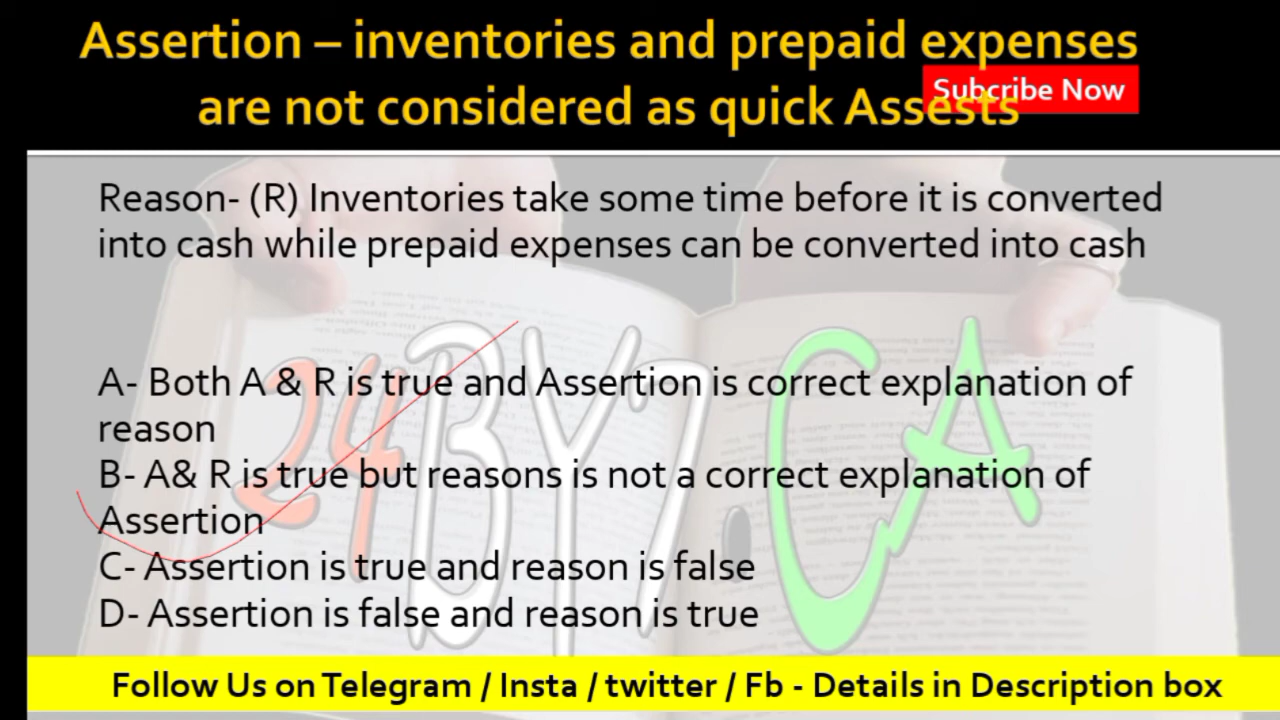 Assertion – inventories and prepaid expenses
Subcribe Now
are not considered as quick Assests
Reason- (R) Inventories take some time before it is converted
into cash while prepaid expenses can be converted into cash
24BY7 CA
A- Both A & R is true and Assertion is correct explanation of
reason
B- A& R is true but reasons is not a correct explanation of
Assertion
C- Assertion is true and reason is false
D- Assertion is false and reason is true
Follow Us on Telegram / Insta / twitter / Fb - Details in Description box